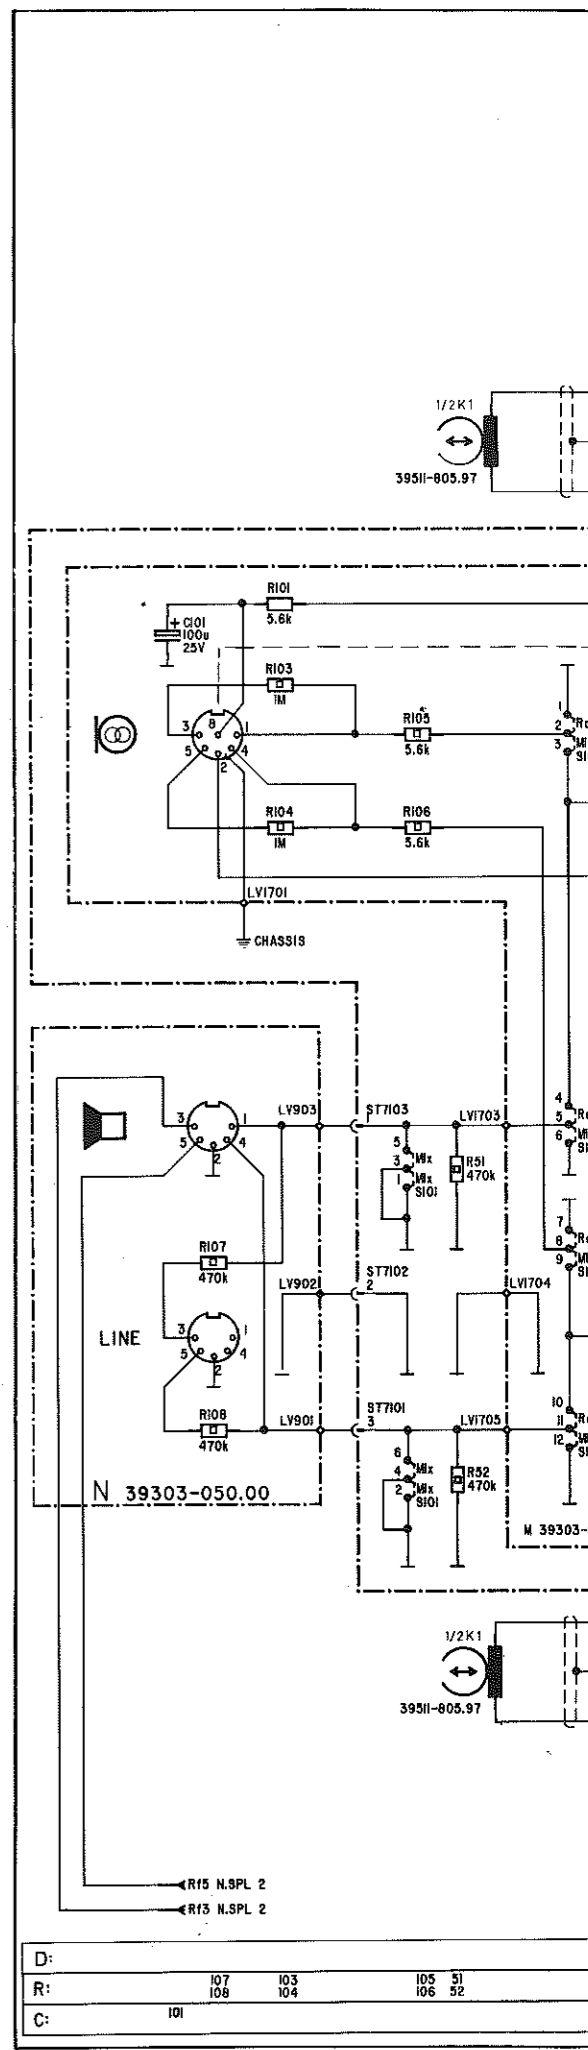 1/2K1
39511-805.97
R101
5.6k
+ C101
100u
25V
R103
1M
3 8 1
5 2 4
R105
5.6k
1
2
3
R104
1M
R106
5.6k
LV1701
CHASSIS
3 1
5 2 4
LV903
ST7103
1
LV1703
4
5
6
5
3
1
Mix
Mix
S101
R51
470k
R107
470k
7
8
9
LV902
ST7102
2
LV1704
LINE
3 1
5 2 4
R108
470k
LV901
ST7101
3
LV1705
10
11
12
6
4
2
Mix
Mix
S101
R52
470k
N 39303-050.00
M 39303-
1/2K1
39511-805.97
Rf5 N.SPL 2
Rf3 N.SPL 2
D:
R: 107 103 105 51
108 104 106 52
C: 101